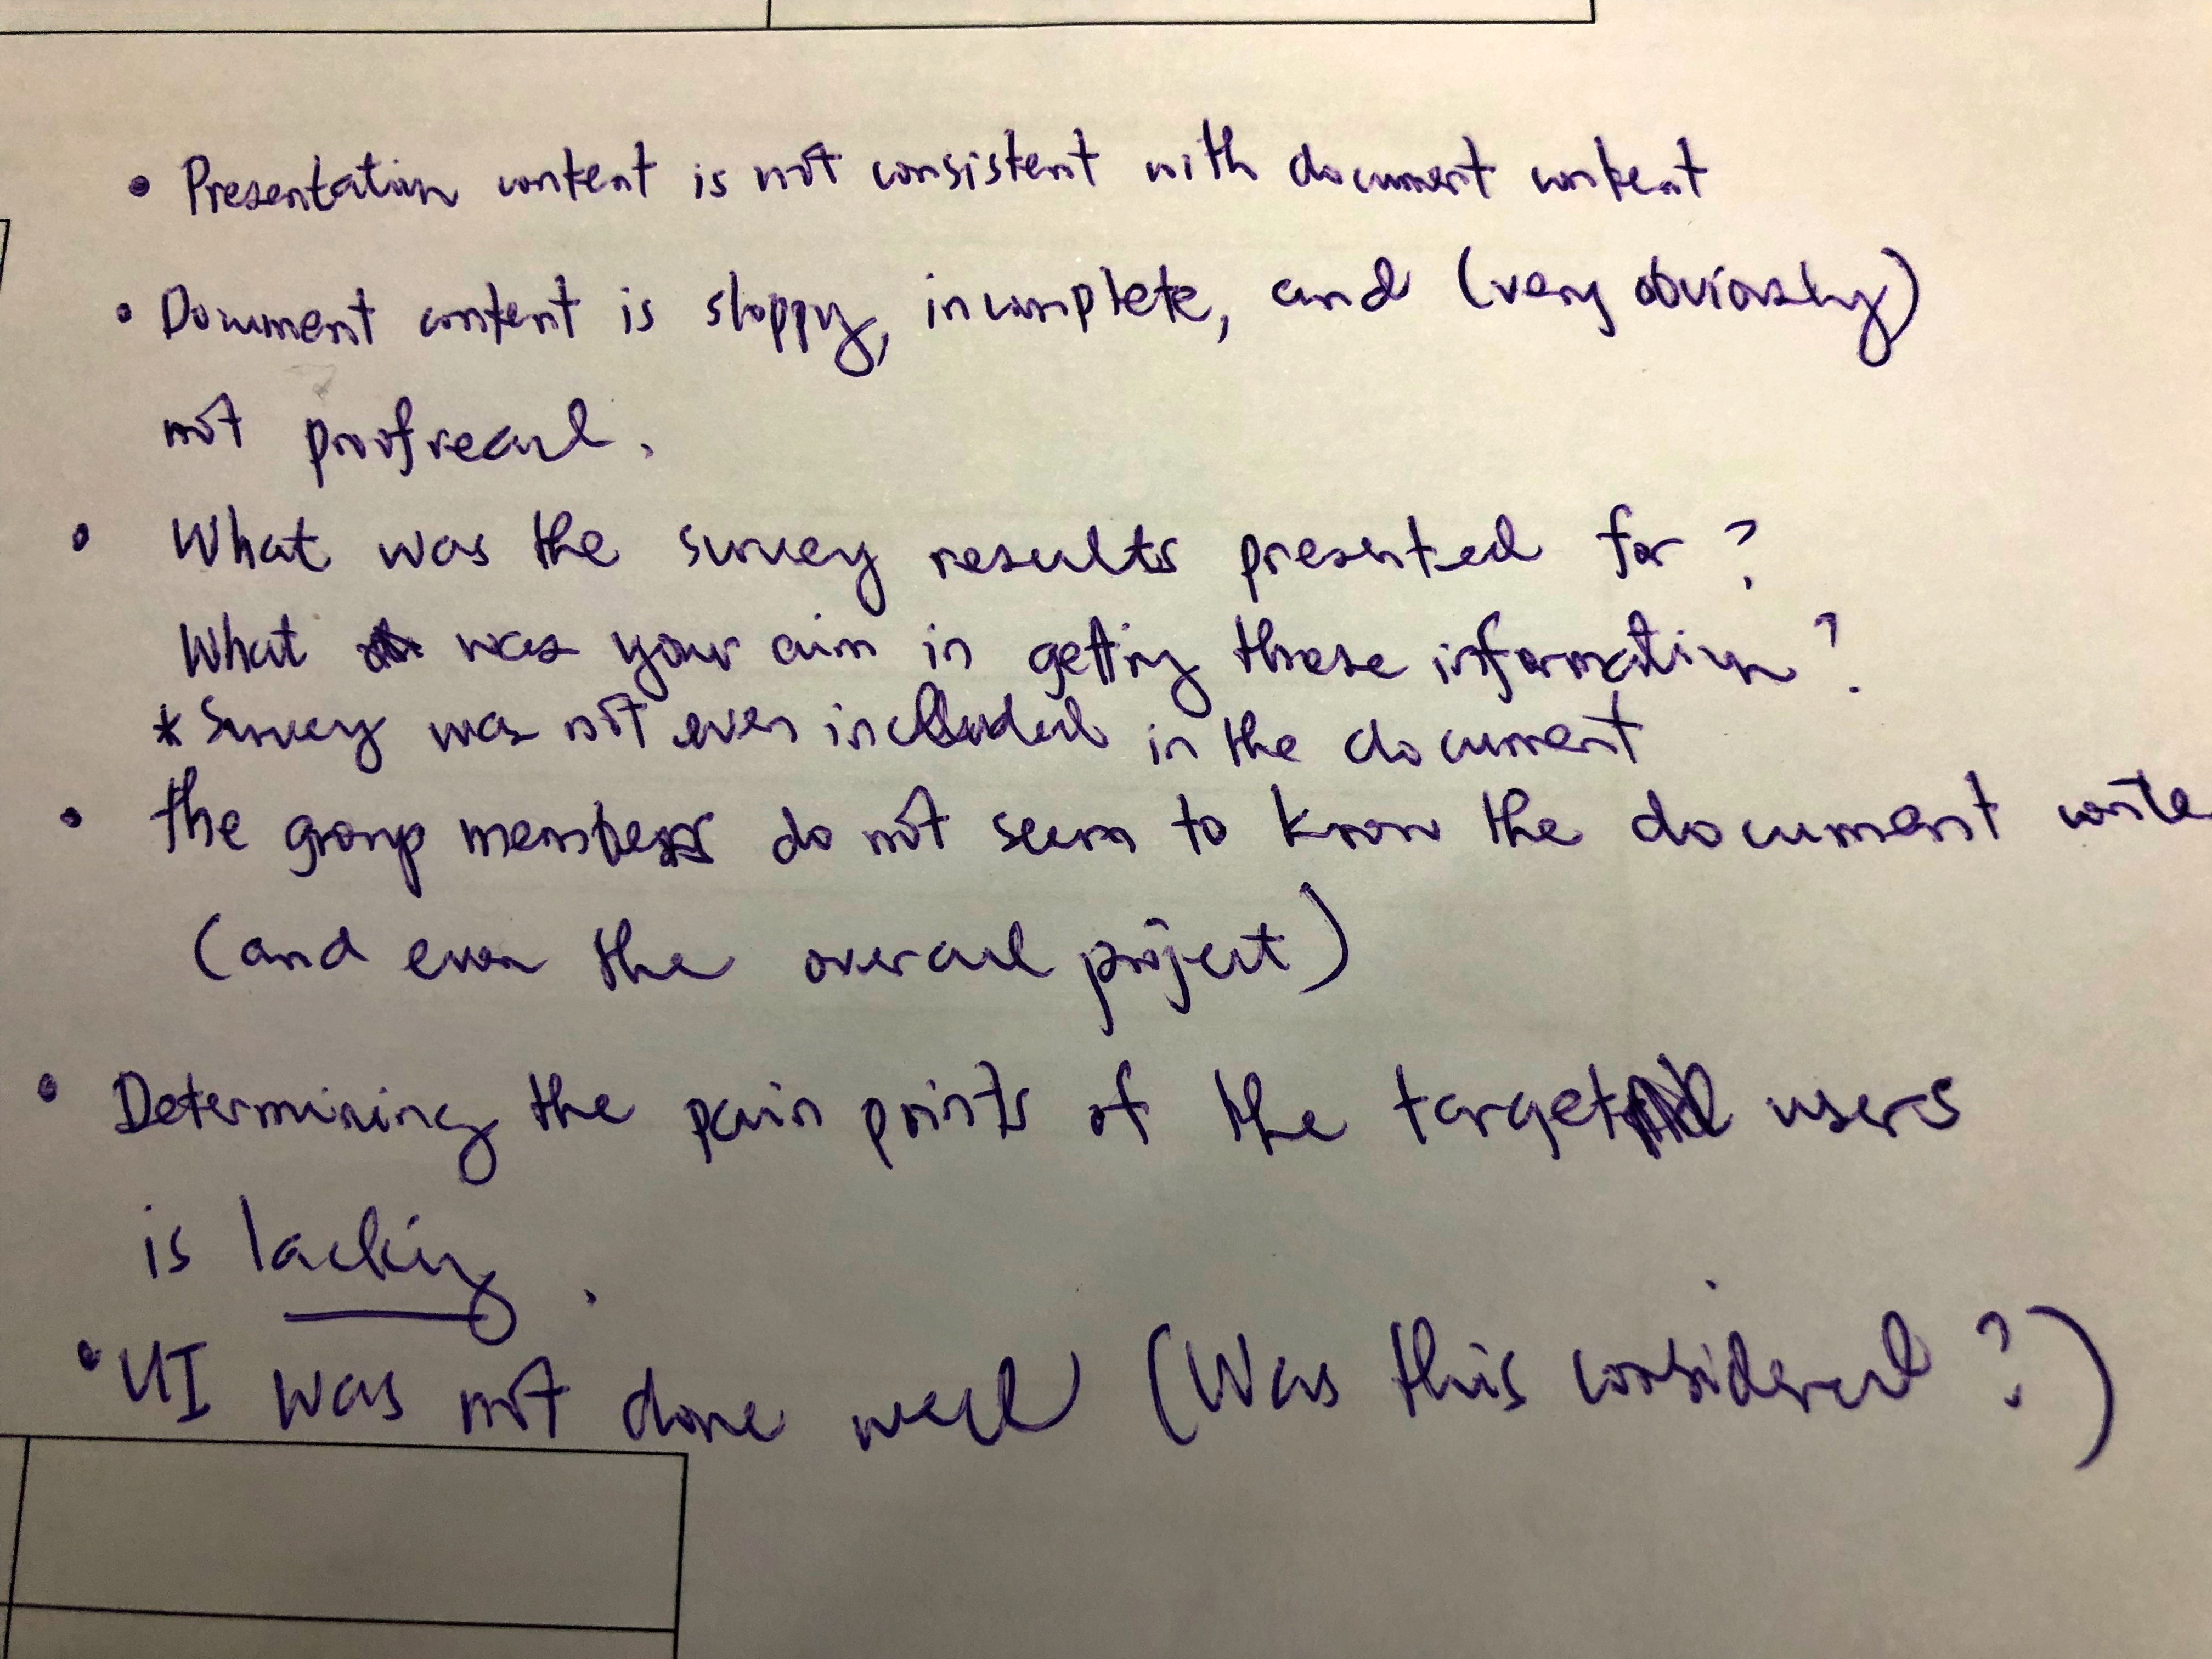 • Presentation content is not consistent with document content
• Document content is sloppy, incomplete, and (very obviously)
not proofread.
• What was the survey results presented for?
What was your aim in getting these information?
* Survey was not even included in the document
• the group members do not seem to know the document conte
(and even the overall project)
• Determining the pain points of the target users
is lacking.
• UI was not done well (Was this considered?)